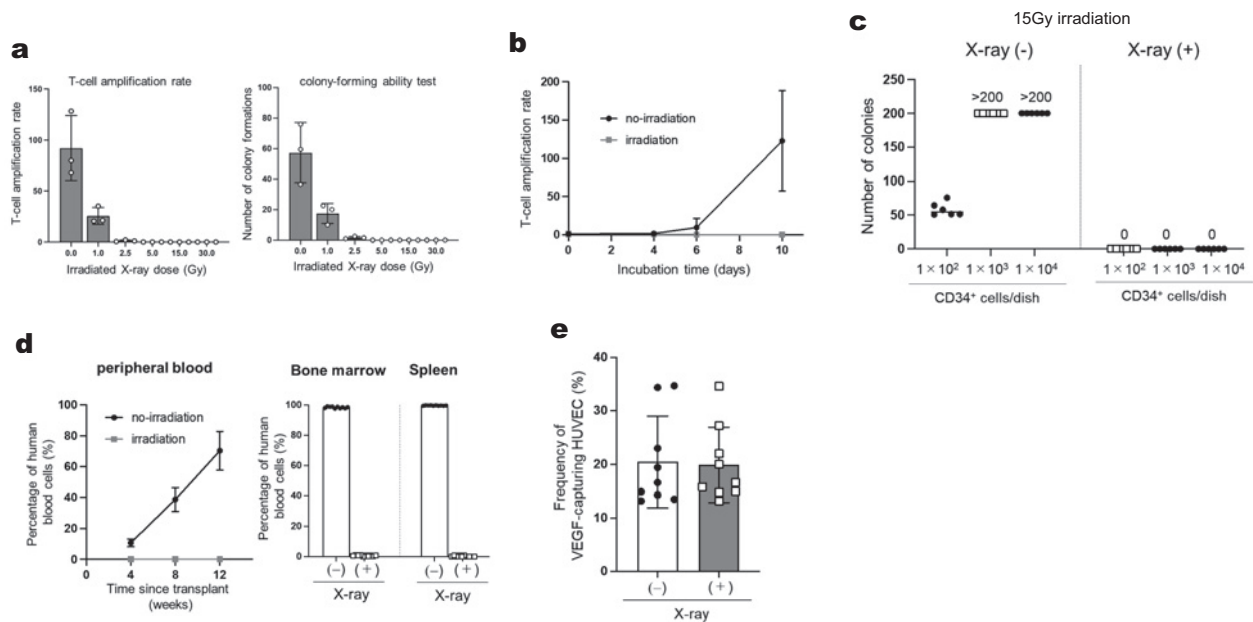 a
T-cell amplification rate
T-cell amplification rate
150
100
50
0
0.0 1.0 2.5 5.0 15.0 30.0
Irradiated X-ray dose (Gy)
colony-forming ability test
Number of colony formations
100
80
60
40
20
0
0.0 1.0 2.5 5.0 15.0 30.0
Irradiated X-ray dose (Gy)
b
T-cell amplification rate
200
150
100
50
0
no-irradiation
irradiation
0 2 4 6 8 10
Incubation time (days)
c
15Gy irradiation
X-ray (-) X-ray (+)
Number of colonies
250
200
150
100
50
0
>200 >200
0 0 0
1 × 10² 1 × 10³ 1 × 10⁴ 1 × 10² 1 × 10³ 1 × 10⁴
CD34⁺ cells/dish CD34⁺ cells/dish
d
peripheral blood
Percentage of human
blood cells (%)
100
80
60
40
20
0
no-irradiation
irradiation
0 4 8 12
Time since transplant
(weeks)
Bone marrow Spleen
Percentage of human
blood cells (%)
100
80
60
40
20
0
(−) (+) (−) (+)
X-ray X-ray
e
Frequency of
VEGF-capturing HUVEC (%)
40
30
20
10
0
(−) (+)
X-ray